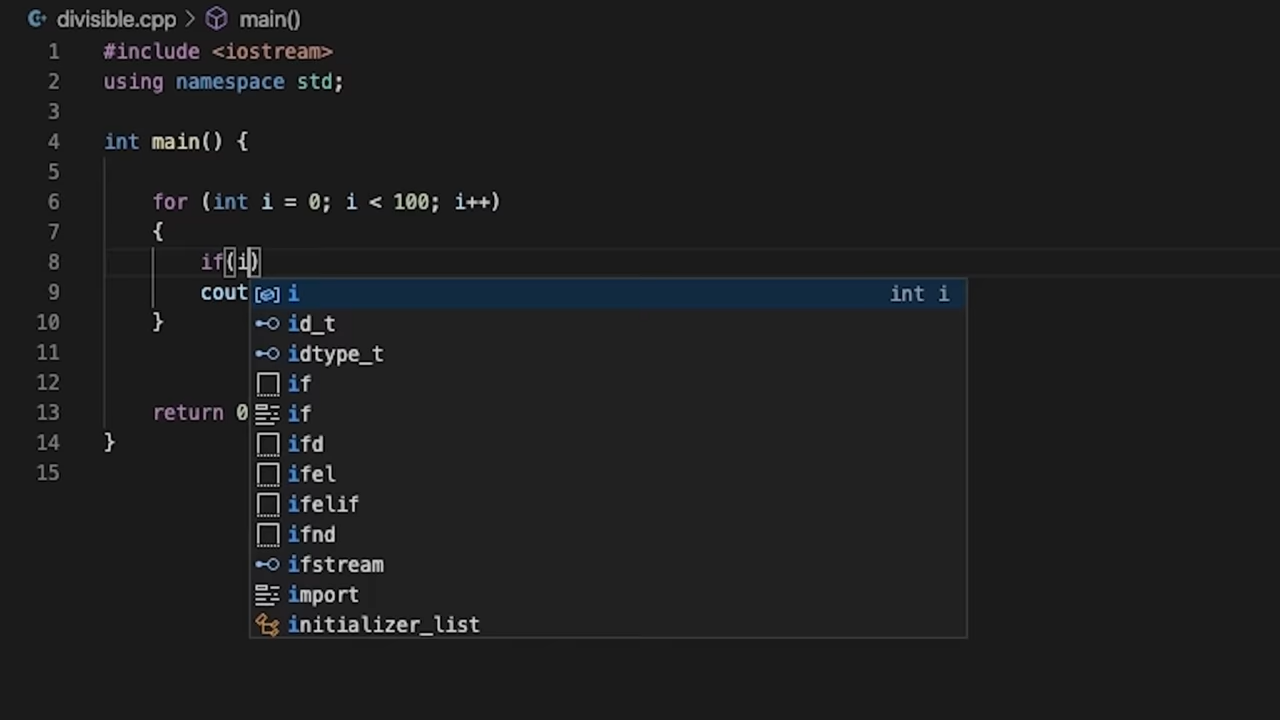 divisible.cpp > main()
1 #include <iostream>
2 using namespace std;
3
4 int main() {
5
6 for (int i = 0; i < 100; i++)
7 {
8 if(i)
9 cout
i int i
id_t
10 }
idtype_t
11
if
12
if
13 return 0
ifd
14 }
ifel
15
ifelif
ifnd
ifstream
import
initializer_list